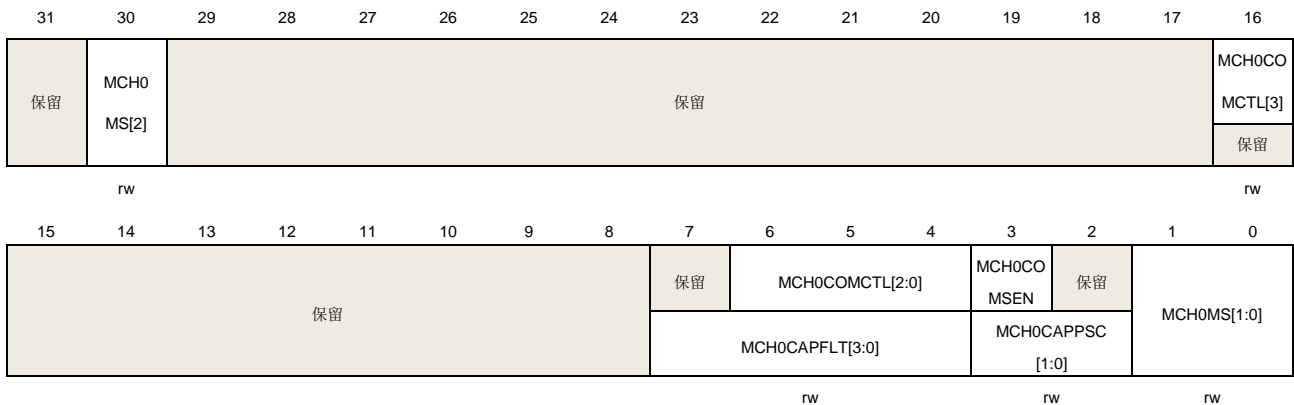 31 30 29 28 27 26 25 24 23 22 21 20 19 18 17 16
保留 MCH0 MS[2] 保留 MCH0CO MCTL[3]
保留
rw rw
15 14 13 12 11 10 9 8 7 6 5 4 3 2 1 0
保留 保留 MCH0COMCTL[2:0] MCH0CO MSEN 保留 MCH0MS[1:0]
MCH0CAPFLT[3:0] MCH0CAPPSC [1:0]
rw rw rw